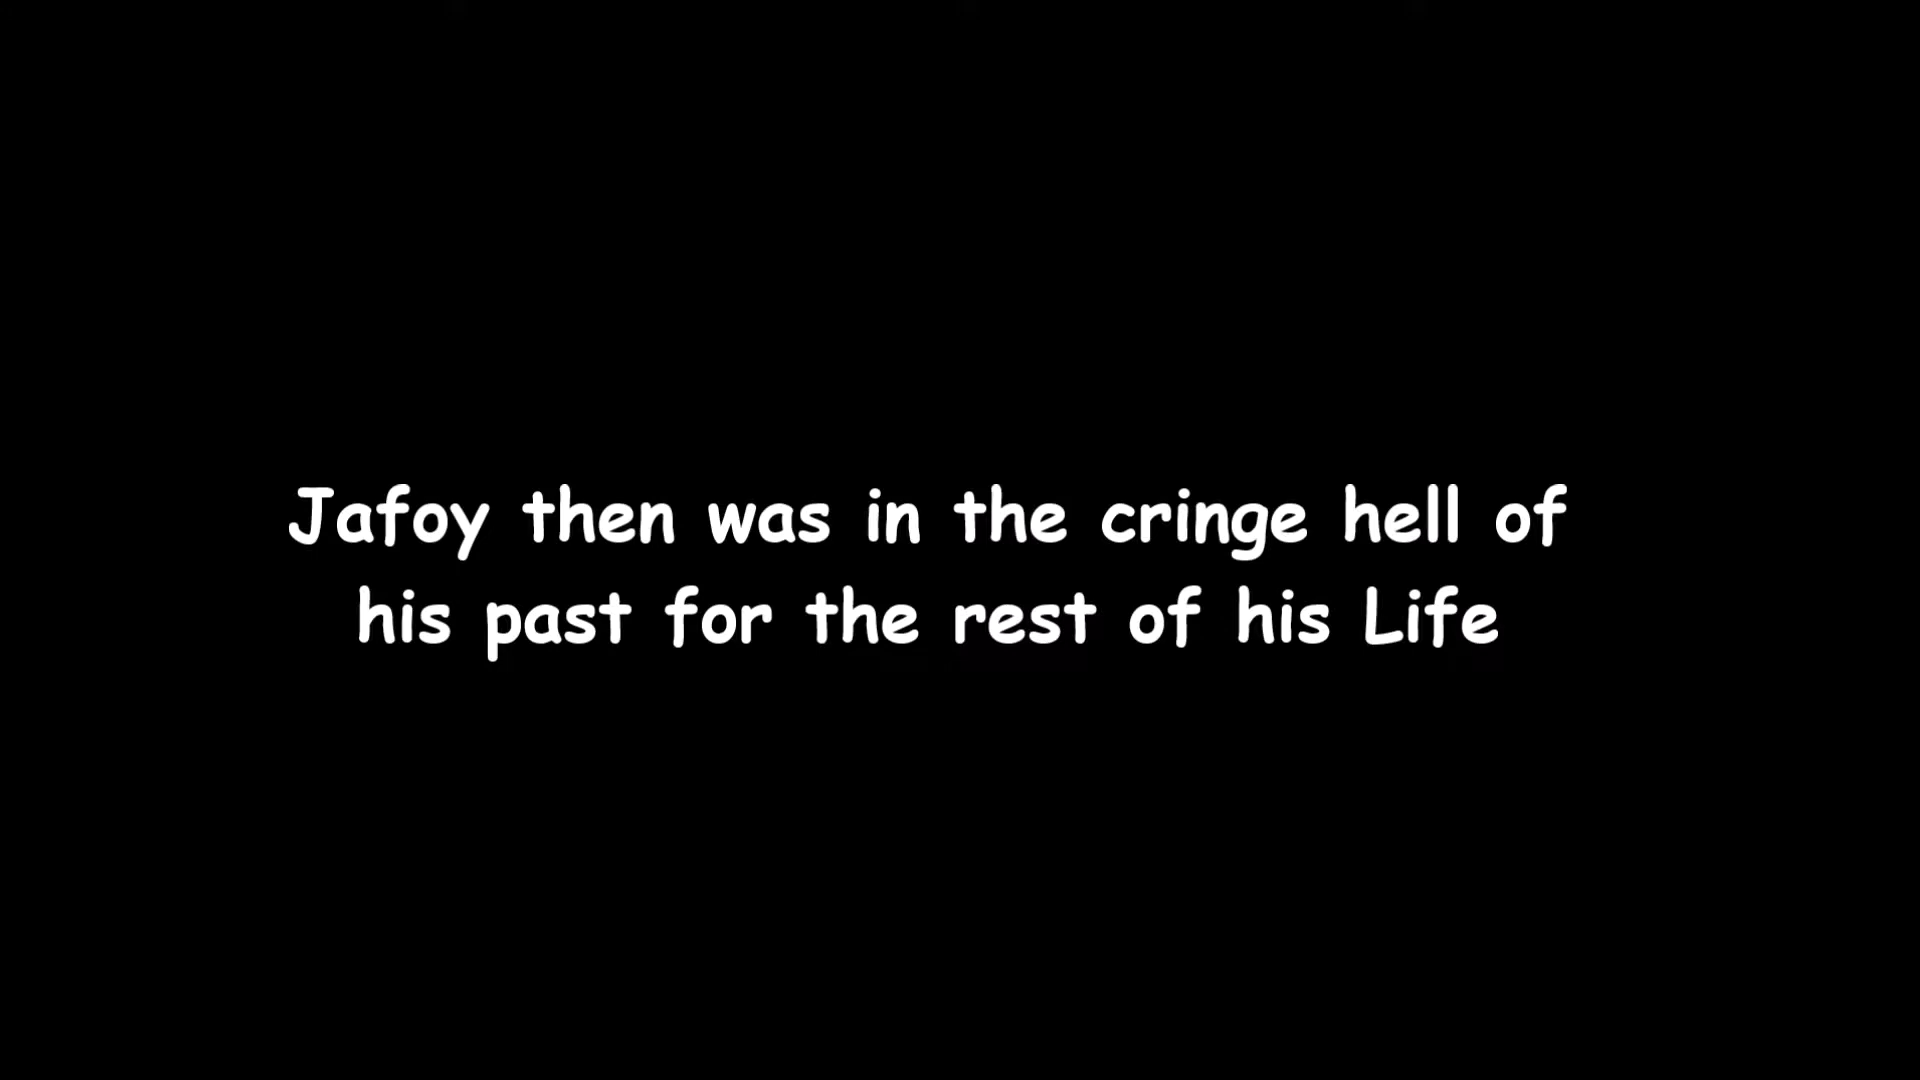 Jafoy then was in the cringe hell of
his past for the rest of his Life